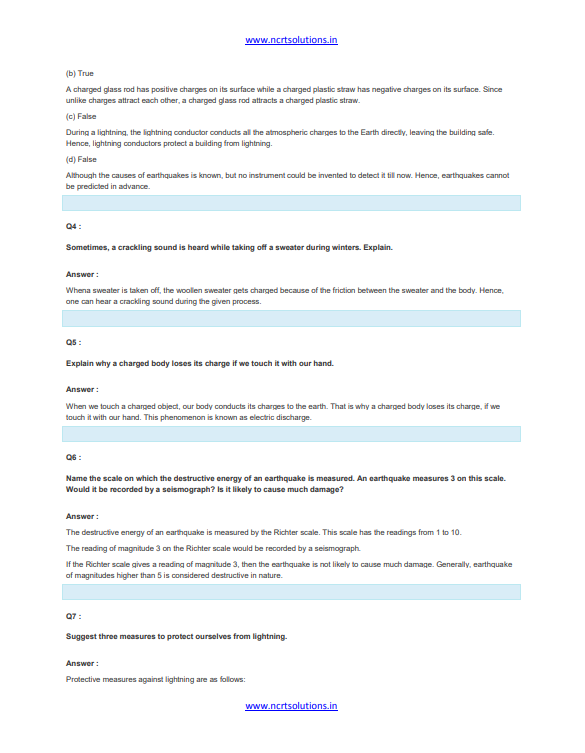 www.ncrtsolutions.in
(b) True
A charged glass rod has positive charges on its surface while a charged plastic straw has negative charges on its surface. Since
unlike charges attract each other, a charged glass rod attracts a charged plastic straw.
(c) False
During a lightning, the lightning conductor conducts all the atmospheric charges to the Earth directly, leaving the building safe.
Hence, lightning conductors protect a building from lightning.
(d) False
Although the causes of earthquakes is known, but no instrument could be invented to detect it till now. Hence, earthquakes cannot
be predicted in advance.
Q4 :
Sometimes, a crackling sound is heard while taking off a sweater during winters. Explain.
Answer :
Whena sweater is taken off, the woollen sweater gets charged because of the friction between the sweater and the body. Hence,
one can hear a crackling sound during the given process.
Q5 :
Explain why a charged body loses its charge if we touch it with our hand.
Answer :
When we touch a charged object, our body conducts its charges to the earth. That is why a charged body loses its charge, if we
touch it with our hand. This phenomenon is known as electric discharge.
Q6 :
Name the scale on which the destructive energy of an earthquake is measured. An earthquake measures 3 on this scale.
Would it be recorded by a seismograph? Is it likely to cause much damage?
Answer :
The destructive energy of an earthquake is measured by the Richter scale. This scale has the readings from 1 to 10.
The reading of magnitude 3 on the Richter scale would be recorded by a seismograph.
If the Richter scale gives a reading of magnitude 3, then the earthquake is not likely to cause much damage. Generally, earthquake
of magnitudes higher than 5 is considered destructive in nature.
Q7 :
Suggest three measures to protect ourselves from lightning.
Answer :
Protective measures against lightning are as follows:
www.ncrtsolutions.in